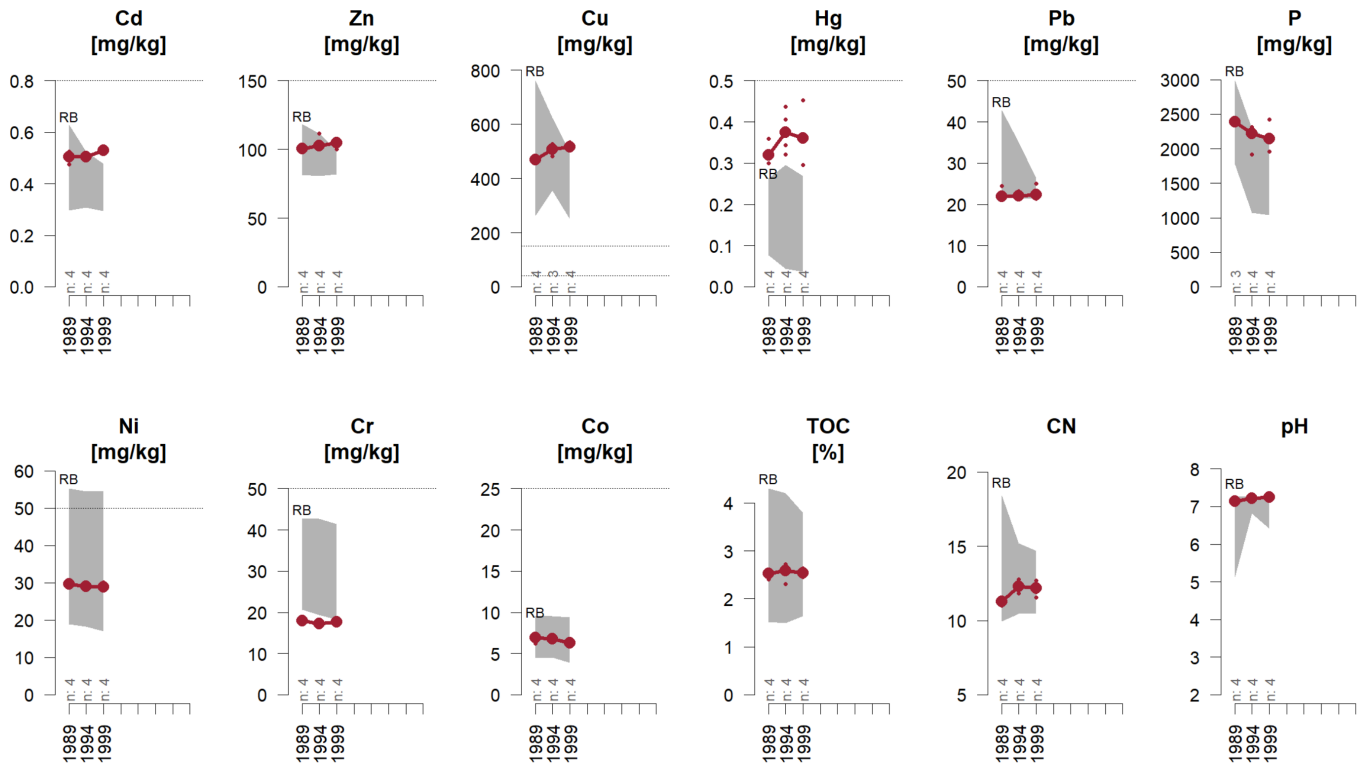 Cd Zn Cu Hg Pb P
[mg/kg] [mg/kg] [mg/kg] [mg/kg] [mg/kg] [mg/kg]
0.8
0.6
0.4
0.2
0.0
RB
n: 4
n: 4
n: 4
1989
1994
1999
150
100
50
0
RB
n: 4
n: 4
n: 4
1989
1994
1999
800
600
400
200
0
RB
n: 4
n: 3
n: 4
1989
1994
1999
0.5
0.4
0.3
0.2
0.1
0.0
RB
n: 4
n: 4
n: 4
1989
1994
1999
50
40
30
20
10
0
RB
n: 4
n: 4
n: 4
1989
1994
1999
3000
2500
2000
1500
1000
500
0
RB
n: 3
n: 4
n: 4
1989
1994
1999
Ni Cr Co TOC CN pH
[mg/kg] [mg/kg] [mg/kg] [%]
60
50
40
30
20
10
0
RB
n: 4
n: 4
n: 4
1989
1994
1999
50
40
30
20
10
0
RB
n: 4
n: 4
n: 4
1989
1994
1999
25
20
15
10
5
0
RB
n: 4
n: 4
n: 4
1989
1994
1999
4
3
2
1
0
RB
n: 4
n: 4
n: 4
1989
1994
1999
20
15
10
5
RB
n: 4
n: 4
n: 4
1989
1994
1999
8
7
6
5
4
3
2
RB
n: 4
n: 4
n: 4
1989
1994
1999